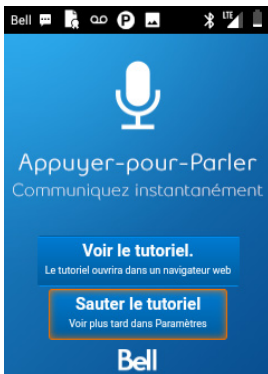 Bell
LTE
Appuyer-pour-Parler
Communiquez instantanément
Voir le tutoriel.
Le tutoriel ouvrira dans un navigateur web
Sauter le tutoriel
Voir plus tard dans Paramètres
Bell